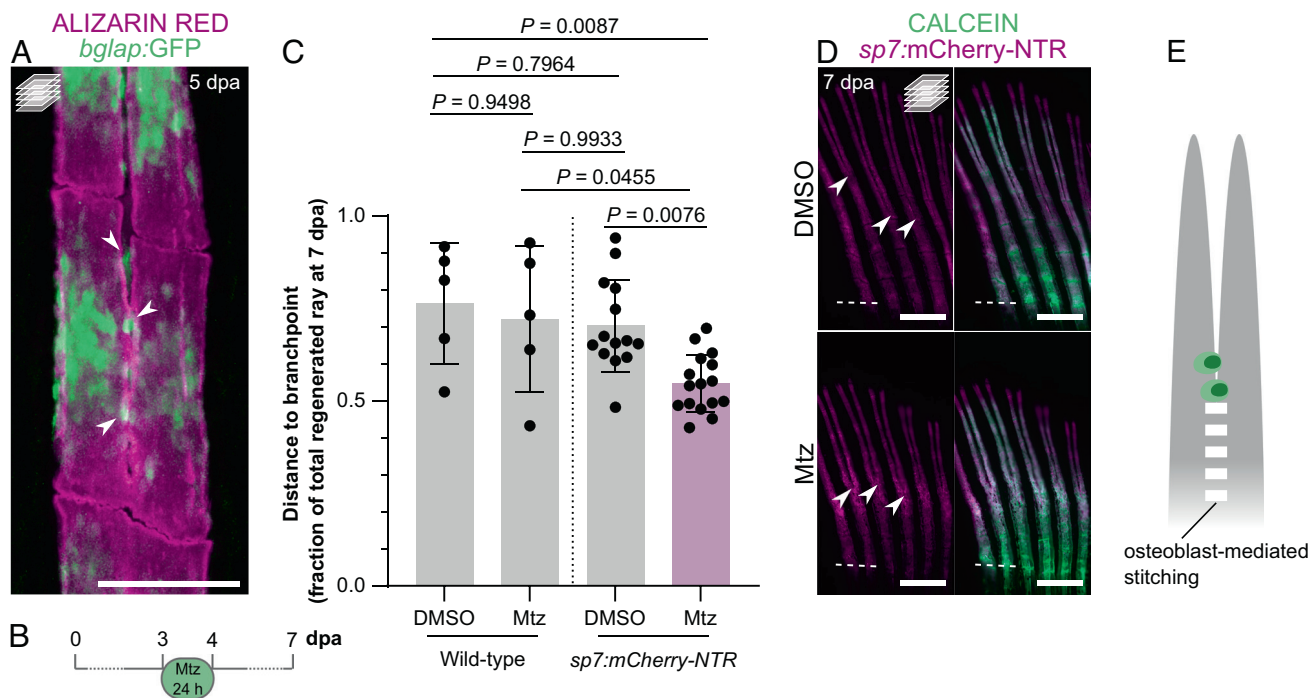 A
ALIZARIN RED
bglap:GFP
5 dpa
B
0 3 4 7 dpa
Mtz
24 h
C
P = 0.0087
P = 0.7964
P = 0.9498
P = 0.9933
P = 0.0455
P = 0.0076
Distance to branchpoint
(fraction of total regenerated ray at 7 dpa)
1.0
0.5
0.0
DMSO Mtz DMSO Mtz
Wild-type sp7:mCherry-NTR
D
CALCEIN
sp7:mCherry-NTR
7 dpa
DMSO
Mtz
E
osteoblast-mediated
stitching